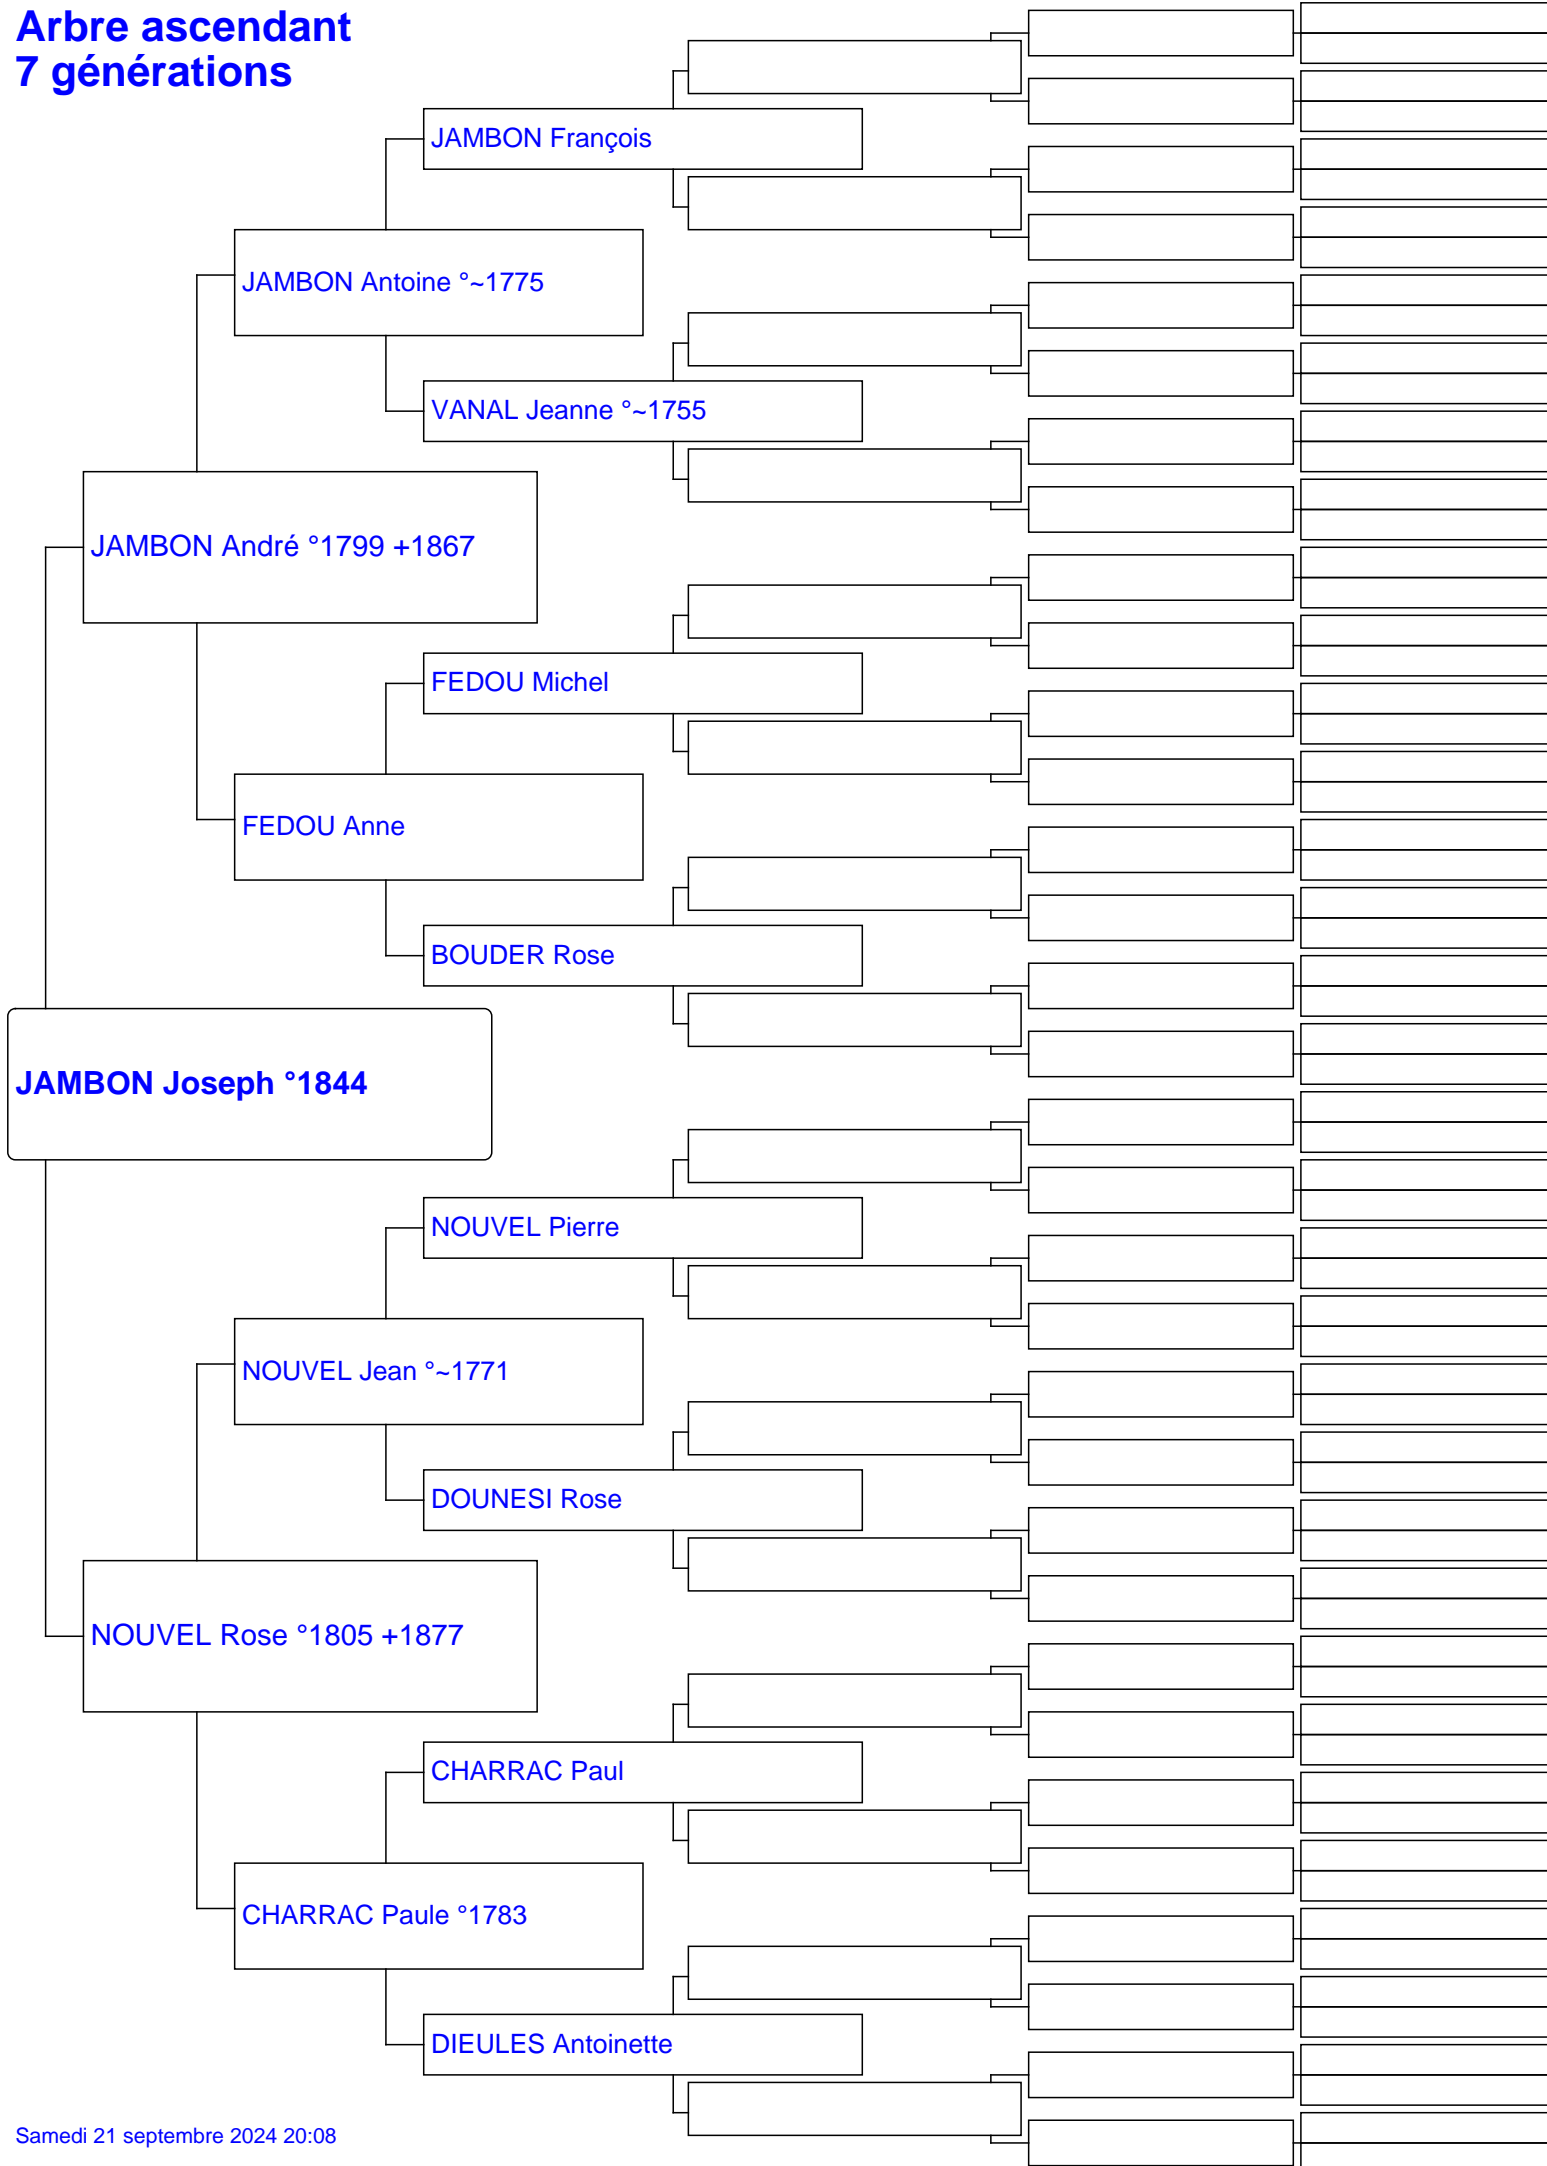 Arbre ascendant
7 générations
JAMBON François
JAMBON Antoine °~1775
VANAL Jeanne °~1755
JAMBON André °1799 +1867
FEDOU Michel
FEDOU Anne
BOUDER Rose
JAMBON Joseph °1844
NOUVEL Pierre
NOUVEL Jean °~1771
DOUNESI Rose
NOUVEL Rose °1805 +1877
CHARRAC Paul
CHARRAC Paule °1783
DIEULES Antoinette
Samedi 21 septembre 2024 20:08